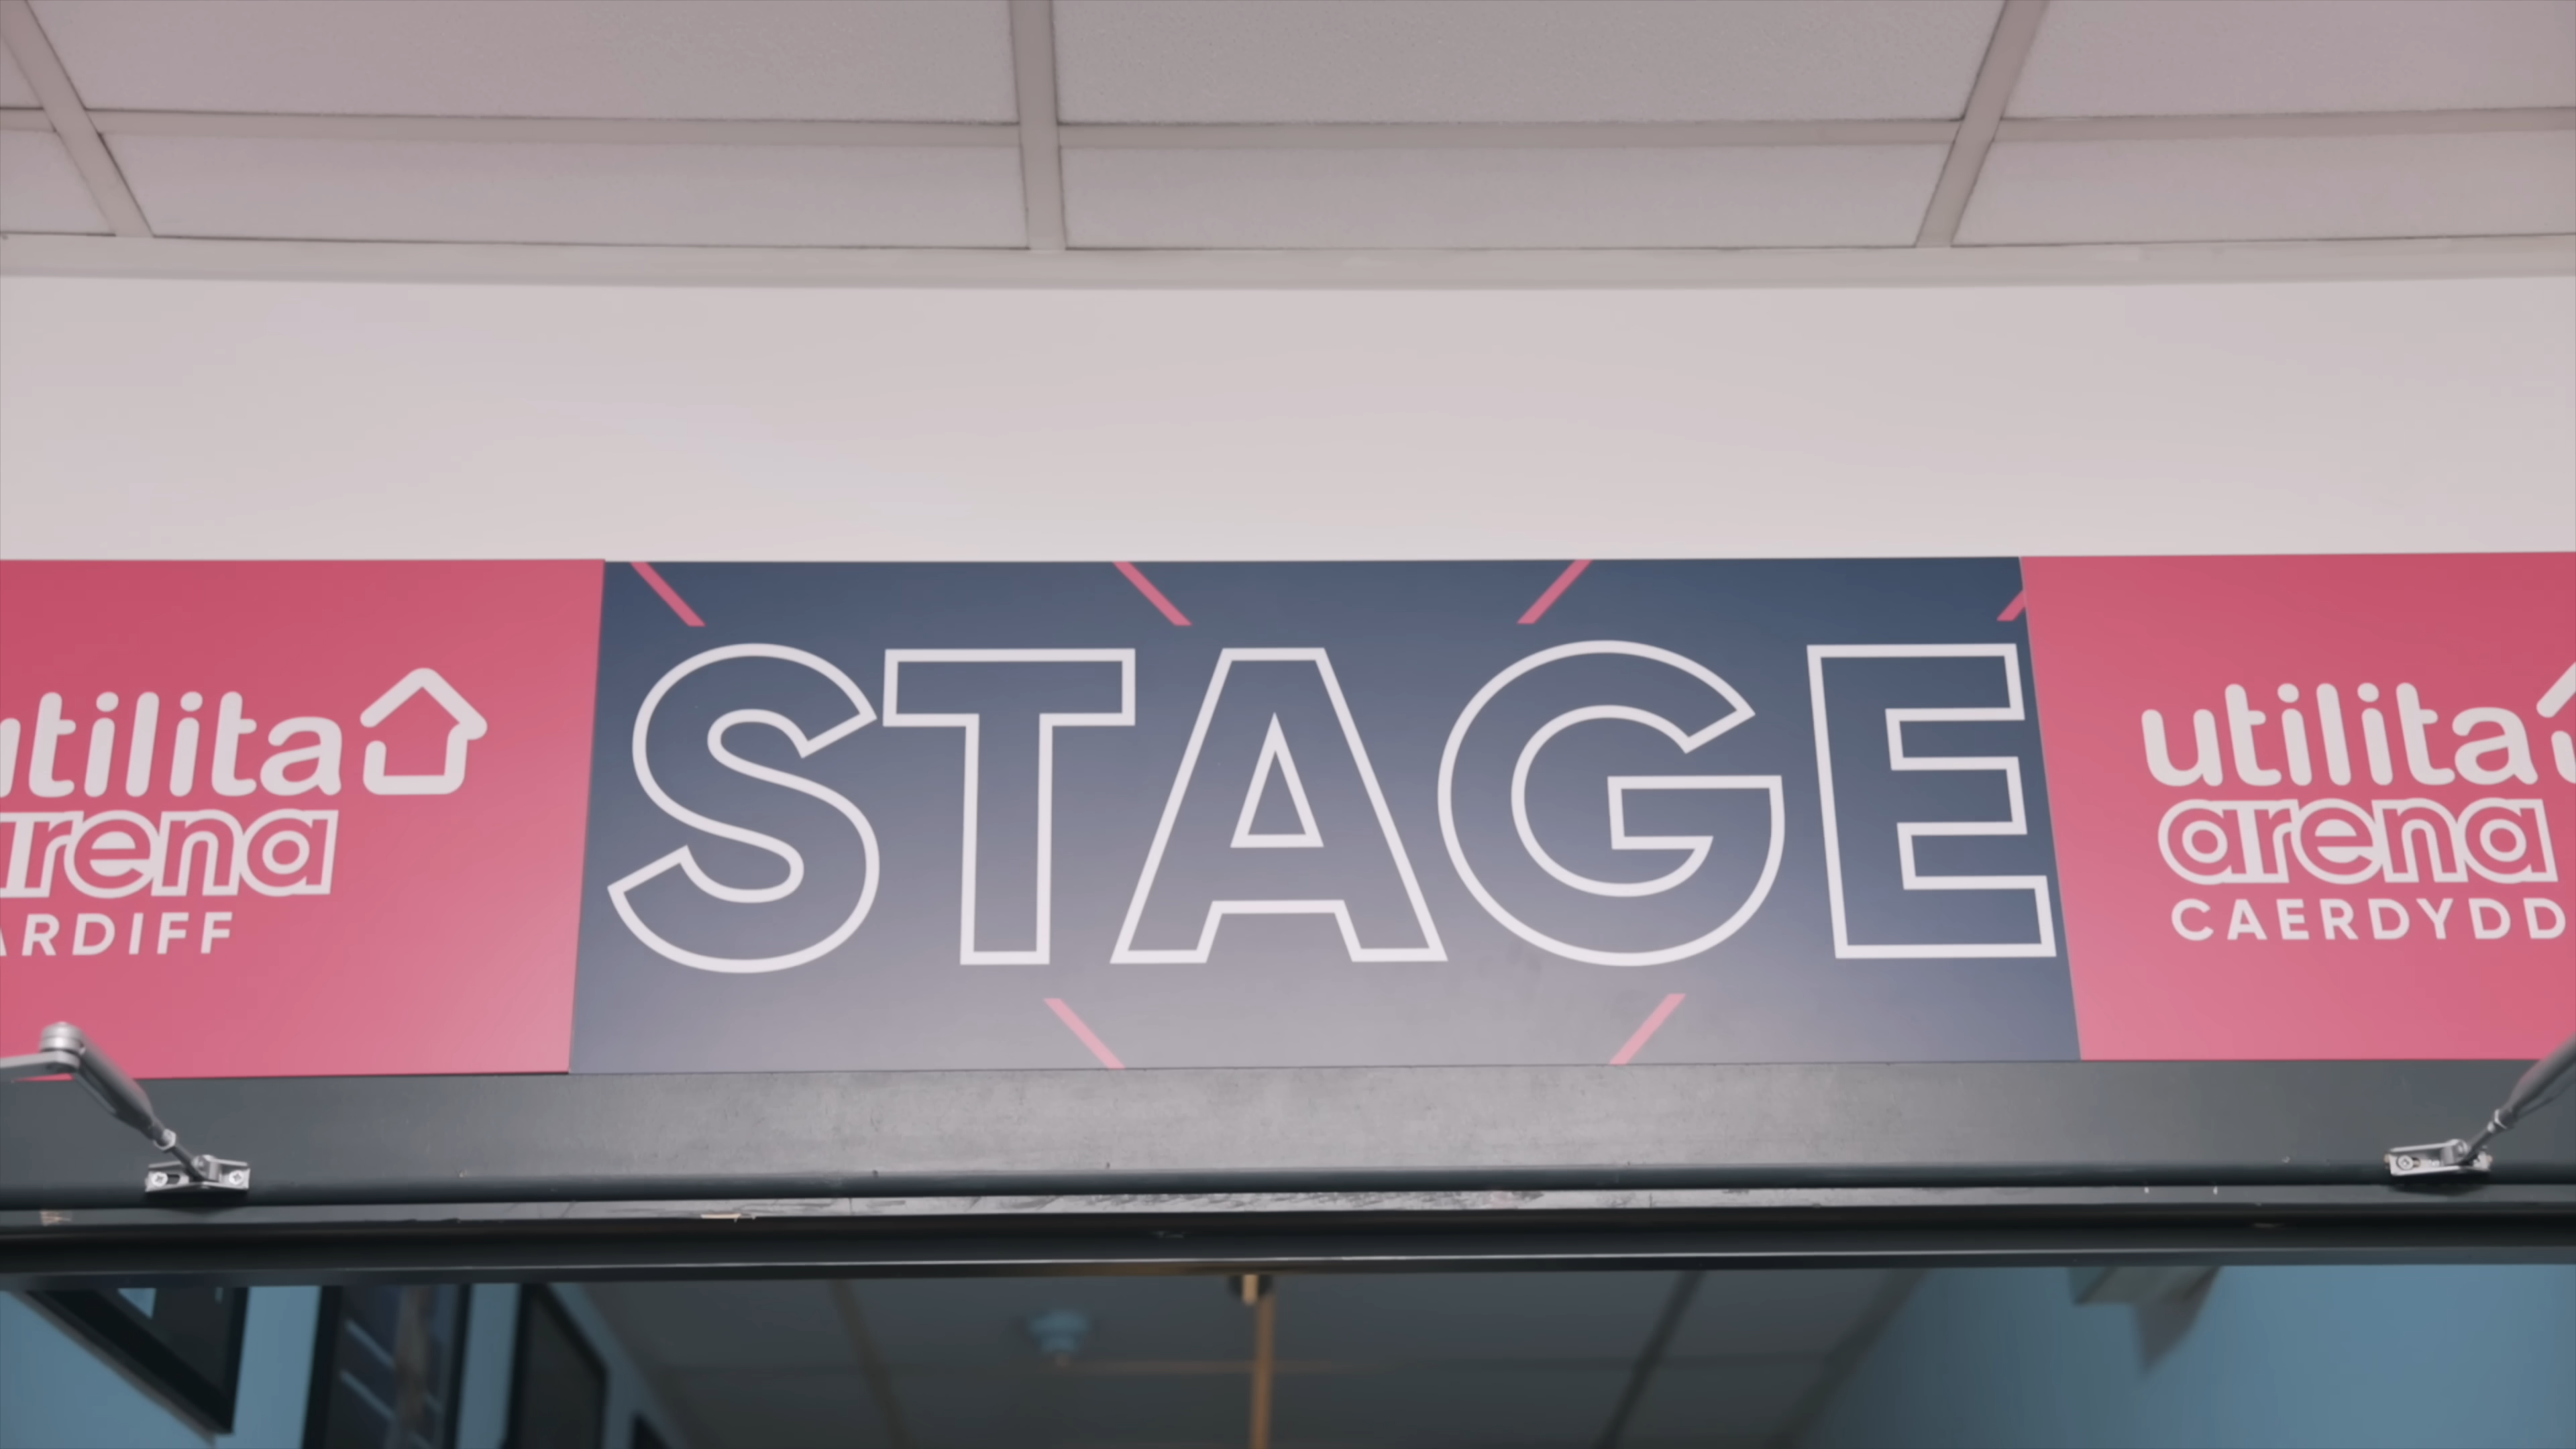 utilita
arena
ARDIFF
STAGE
utilita
arena
CAERDYDD